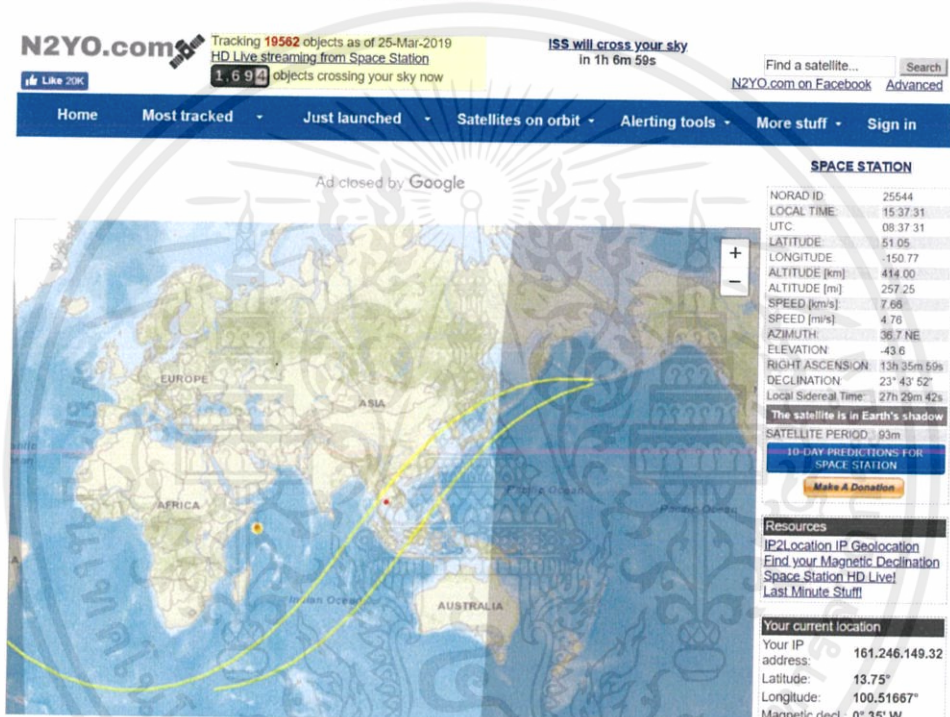 N2YO.com
Tracking 19562 objects as of 25-Mar-2019
HD Live streaming from Space Station
1,694 objects crossing your sky now
Like 20K
ISS will cross your sky
in 1h 6m 59s
Find a satellite... Search
N2YO.com on Facebook Advanced
Home Most tracked Just launched Satellites on orbit Alerting tools More stuff Sign in
Ad closed by Google
+
−
EUROPE
ASIA
AFRICA
Pacific Ocean
Pacific Ocean
Indian Ocean
AUSTRALIA
SPACE STATION
NORAD ID: 25544
LOCAL TIME: 15:37:31
UTC: 08:37:31
LATITUDE: 51.05
LONGITUDE: -150.77
ALTITUDE [km]: 414.00
ALTITUDE [mi]: 257.25
SPEED [km/s]: 7.66
SPEED [mi/s]: 4.76
AZIMUTH: 36.7 NE
ELEVATION: -43.6
RIGHT ASCENSION: 13h 35m 59s
DECLINATION: 23° 43' 52"
Local Sidereal Time: 27h 29m 42s
The satellite is in Earth's shadow
SATELLITE PERIOD: 93m
10-DAY PREDICTIONS FOR
SPACE STATION
Make A Donation
Resources
IP2Location IP Geolocation
Find your Magnetic Declination
Space Station HD Live!
Last Minute Stuff!
Your current location
Your IP
address: 161.246.149.32
Latitude: 13.75°
Longitude: 100.51667°
Magnetic decl.: 0° 35' W